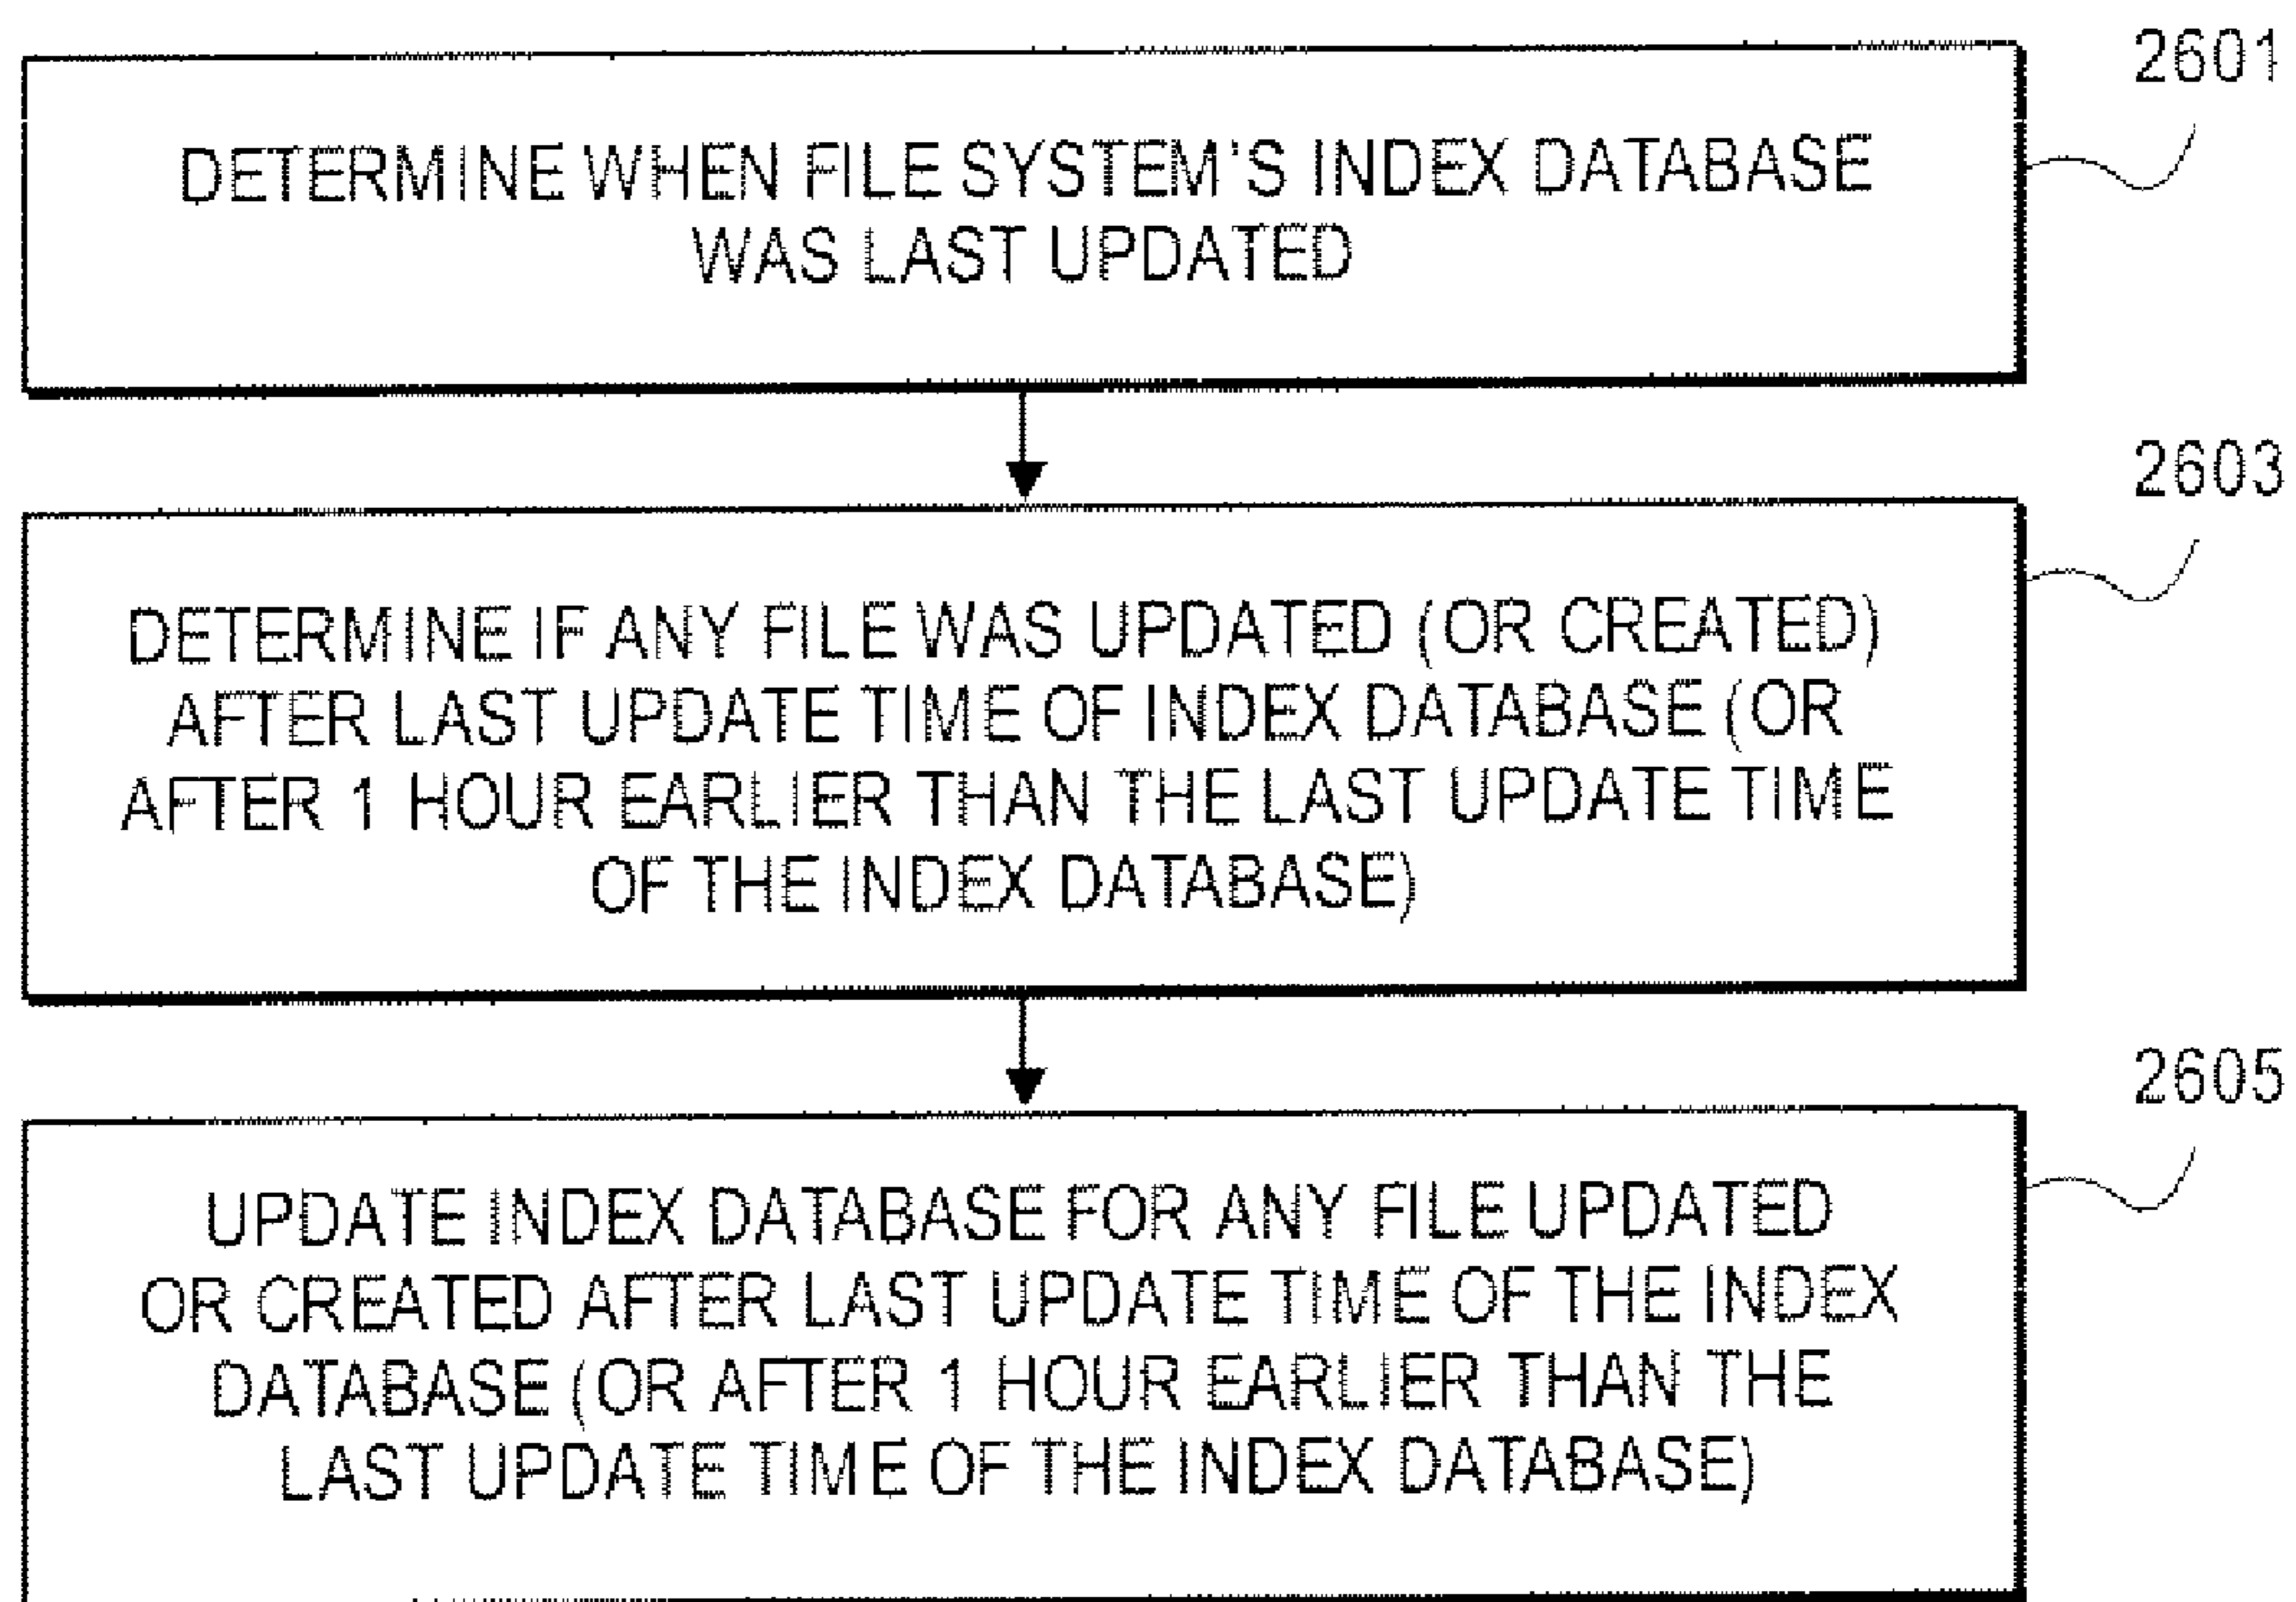 2601
DETERMINE WHEN FILE SYSTEM'S INDEX DATABASE
WAS LAST UPDATED
2603
DETERMINE IF ANY FILE WAS UPDATED (OR CREATED)
AFTER LAST UPDATE TIME OF INDEX DATABASE (OR
AFTER 1 HOUR EARLIER THAN THE LAST UPDATE TIME
OF THE INDEX DATABASE)
2605
UPDATE INDEX DATABASE FOR ANY FILE UPDATED
OR CREATED AFTER LAST UPDATE TIME OF THE INDEX
DATABASE (OR AFTER 1 HOUR EARLIER THAN THE
LAST UPDATE TIME OF THE INDEX DATABASE)